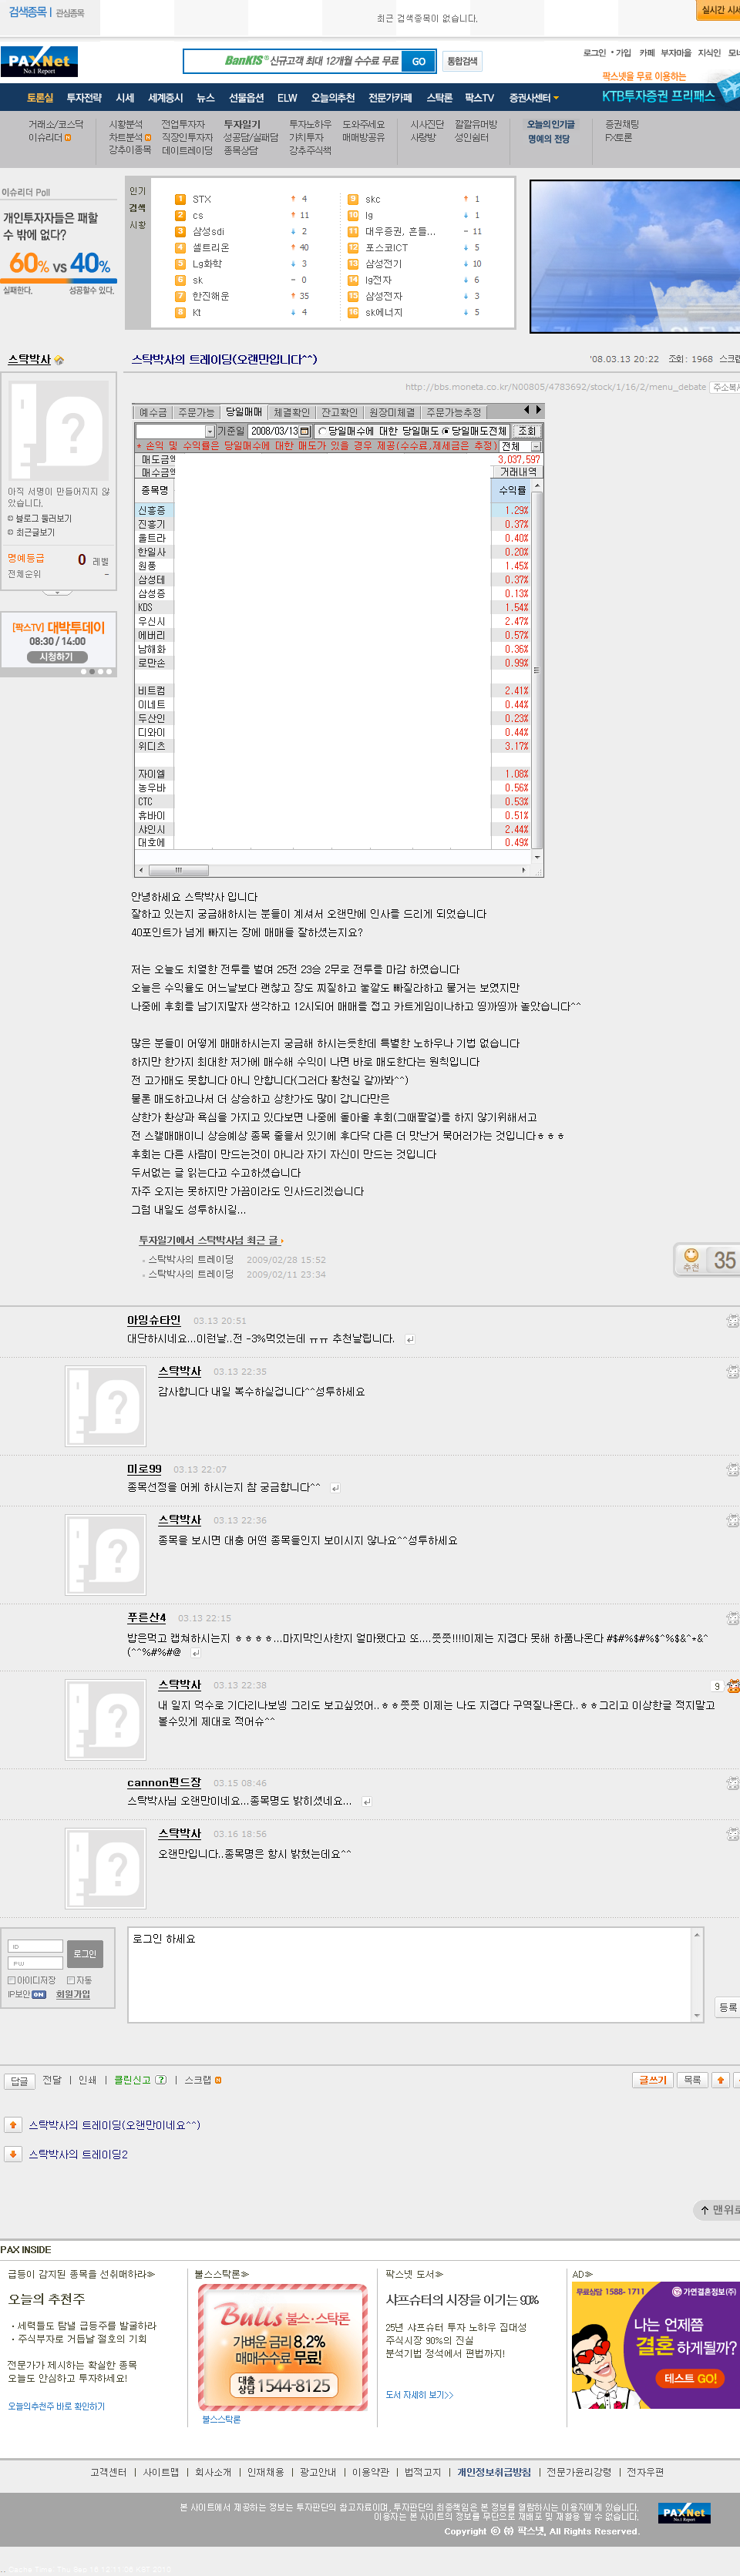 검색종목 | 관심종목
최근 검색종목이 없습니다.
실시간 시세
PAXNet
No.1 Report
BanKIS® 신규고객 최대 12개월 수수료 무료 GO 통합검색
로그인 • 가입 카페 부자마을 지식인 모네
팍스넷을 무료 이용하는
KTB투자증권 프리패스
토론실 투자전략 시세 세계증시 뉴스 선물옵션 ELW 오늘의추천 전문가카페 스탁론 팍스TV 증권사센터
거래소/코스닥 시황분석 전업투자자 투자일기 투자노하우 도와주세요 시사진단 깔깔유머방 오늘의인기글 증권채팅
이슈리더 차트분석 직장인투자자 성공담/실패담 가치투자 매매방공유 사랑방 성인쉼터 명예의 전당 FX토론
강추이종목 데이트레이딩 종목상담 강추주식책
이슈리더 Poll
개인투자자들은 패할
수 밖에 없다?
60% vs 40%
실패한다. 성공할수 있다.
인기
검색
시황
1 STX 4
2 cs 11
3 삼성sdi 2
4 셀트리온 40
5 Lg화학 3
6 sk - 0
7 한진해운 35
8 Kt 4
9 skc 1
10 lg 1
11 대우증권, 흔들... - 11
12 포스코ICT 5
13 삼성전기 10
14 lg전자 6
15 삼성전자 3
16 sk에너지 5
스탁박사
스탁박사의 트레이딩(오랜만입니다^^)
'08.03.13 20:22 조회 : 1968 스크랩
http://bbs.moneta.co.kr/N00805/4783692/stock/1/16/2/menu_debate 주소복사
아직 서명이 만들어지지 않
았습니다.
블로그 둘러보기
최근글보기
명예등급 0 레벨
전체순위 -
[팍스TV] 대박투데이
08:30 / 14:00
시청하기
예수금 주문가능 당일매매 체결확인 잔고확인 원장미체결 주문가능추정
기준일 2008/03/13 당일매수에 대한 당일매도 당일매도전체 조회
* 손익 및 수익률은 당일매수에 대한 매도가 있을 경우 제공(수수료,제세금은 추정) 전체
매도금액 3,037,597
매수금액 거래내역
종목명 수익률
신흥증 1.29%
진흥기 0.37%
울트라 0.40%
한일사 0.20%
원풍 1.45%
삼성테 0.37%
삼성중 0.13%
KDS 1.54%
우신시 2.47%
에버리 0.57%
남해화 0.36%
로만손 0.99%
비트컴 2.41%
이네트 0.44%
두산인 0.23%
디와이 0.44%
위디츠 3.17%
자이엘 1.08%
농우바 0.56%
CTC 0.53%
휴바이 0.51%
샤인시 2.44%
대호에 0.49%
안녕하세요 스탁박사 입니다
잘하고 있는지 궁금해하시는 분들이 계셔서 오랜만에 인사를 드리게 되었습니다
40포인트가 넘게 빠지는 장에 매매들 잘하셨는지요?
저는 오늘도 치열한 전투를 벌여 25전 23승 2무로 전투를 마감 하였습니다
오늘은 수익율도 어느날보다 괜찮고 장도 찌질하고 놀깔도 빠질라하고 물거는 보였지만
나중에 후회를 남기지말자 생각하고 12시되어 매매를 접고 카트게임이나하고 띵까띵까 놀았습니다^^
많은 분들이 어떻게 매매하시는지 궁금해 하시는듯한데 특별한 노하우나 기법 없습니다
하지만 한가지 최대한 저가에 매수해 수익이 나면 바로 매도한다는 원칙입니다
전 고가매도 못합니다 아니 안합니다(그러다 황천길 갈까봐^^)
물론 매도하고나서 더 상승하고 상한가도 많이 갑니다만은
상한가 환상과 욕심을 가지고 있다보면 나중에 돌아올 후회(그때팔걸)를 하지 않기위해서고
전 스캘매매이니 상승예상 종목 줄을서 있기에 후다닥 다른 더 맛난거 묵어러가는 것입니다ㅎㅎㅎ
후회는 다른 사람이 만드는것이 아니라 자기 자신이 만드는 것입니다
두서없는 글 읽는다고 수고하셨습니다
자주 오지는 못하지만 가끔이라도 인사드리겠습니다
그럼 내일도 성투하시길...
투자일기에서 스탁박사님 최근 글
스탁박사의 트레이딩 2009/02/28 15:52
스탁박사의 트레이딩 2009/02/11 23:34
추천 35
마임슈타인 03.13 20:51
대단하시네요...이런날..전 -3%먹었는데 ㅠㅠ 추천날립니다.
스탁박사 03.13 22:35
감사합니다 내일 복수하실겁니다^^성투하세요
미로99 03.13 22:07
종목선정을 어케 하시는지 참 궁금합니다^^
스탁박사 03.13 22:36
종목을 보시면 대충 어떤 종목들인지 보이시지 않나요^^성투하세요
푸른산4 03.13 22:15
밥은먹고 캡쳐하시는지 ㅎㅎㅎㅎ...마지막인사한지 얼마됐다고 또....쯧쯧!!!!이제는 지겹다 못해 하품나온다 #$#%$#%$^%$&^*&^
(^^%#%#@
스탁박사 03.13 22:38
내 일지 억수로 기다리나보넹 그리도 보고싶었어..ㅎㅎ쯧쯧 이제는 나도 지겹다 구역질나온다..ㅎㅎ그리고 이상한글 적지말고
볼수있게 제대로 적어슈^^
9
cannon펀드장 03.15 08:46
스탁박사님 오랜만이네요...종목명도 밝히셨네요...
스탁박사 03.16 18:56
오랜만입니다..종목명은 항시 밝혔는데요^^
ID
PW
로그인
아이디저장 자동
IP보안 ON 회원가입
로그인 하세요
등록
답글 전달 | 인쇄 | 클린신고 ? | 스크랩
글쓰기 목록
스탁박사의 트레이딩(오랜만이네요^^)
스탁박사의 트레이딩2
맨위로
PAX INSIDE
급등이 감지된 종목을 선취매하라≫
오늘의 추천주
· 세력들도 탐낼 급등주를 발굴하라
· 주식부자로 거듭날 절호의 기회
전문가가 제시하는 확실한 종목
오늘도 안심하고 투자하세요!
오늘의추천주 바로 확인하기
불스스탁론≫
Bulls 불스·스탁론
가벼운 금리 8.2%
매매수수료 무료!
대출상담 1544-8125
불스스탁론
팍스넷 도서≫
샤프슈터의 시장을 이기는 90%
25년 샤프슈터 투자 노하우 집대성
주식시장 90%의 진실
분석기법 정석에서 편법까지!
도서 자세히 보기>>
AD≫
무료상담 1588-1711 가연결혼정보(주)
나는 언제쯤
결혼하게될까?
테스트 GO!
고객센터 | 사이트맵 | 회사소개 | 인재채용 | 광고안내 | 이용약관 | 법적고지 | 개인정보취급방침 | 전문가윤리강령 | 전자우편
본 사이트에서 제공하는 정보는 투자판단의 참고자료이며, 투자판단의 최종책임은 본 정보를 열람하시는 이용자에게 있습니다.
이용자는 본 사이트의 정보를 무단으로 재배포 및 재활용 할 수 없습니다.
Copyright ⓒ ㈜ 팍스넷, All Rights Reserved.
PAXNet
No.1 Report